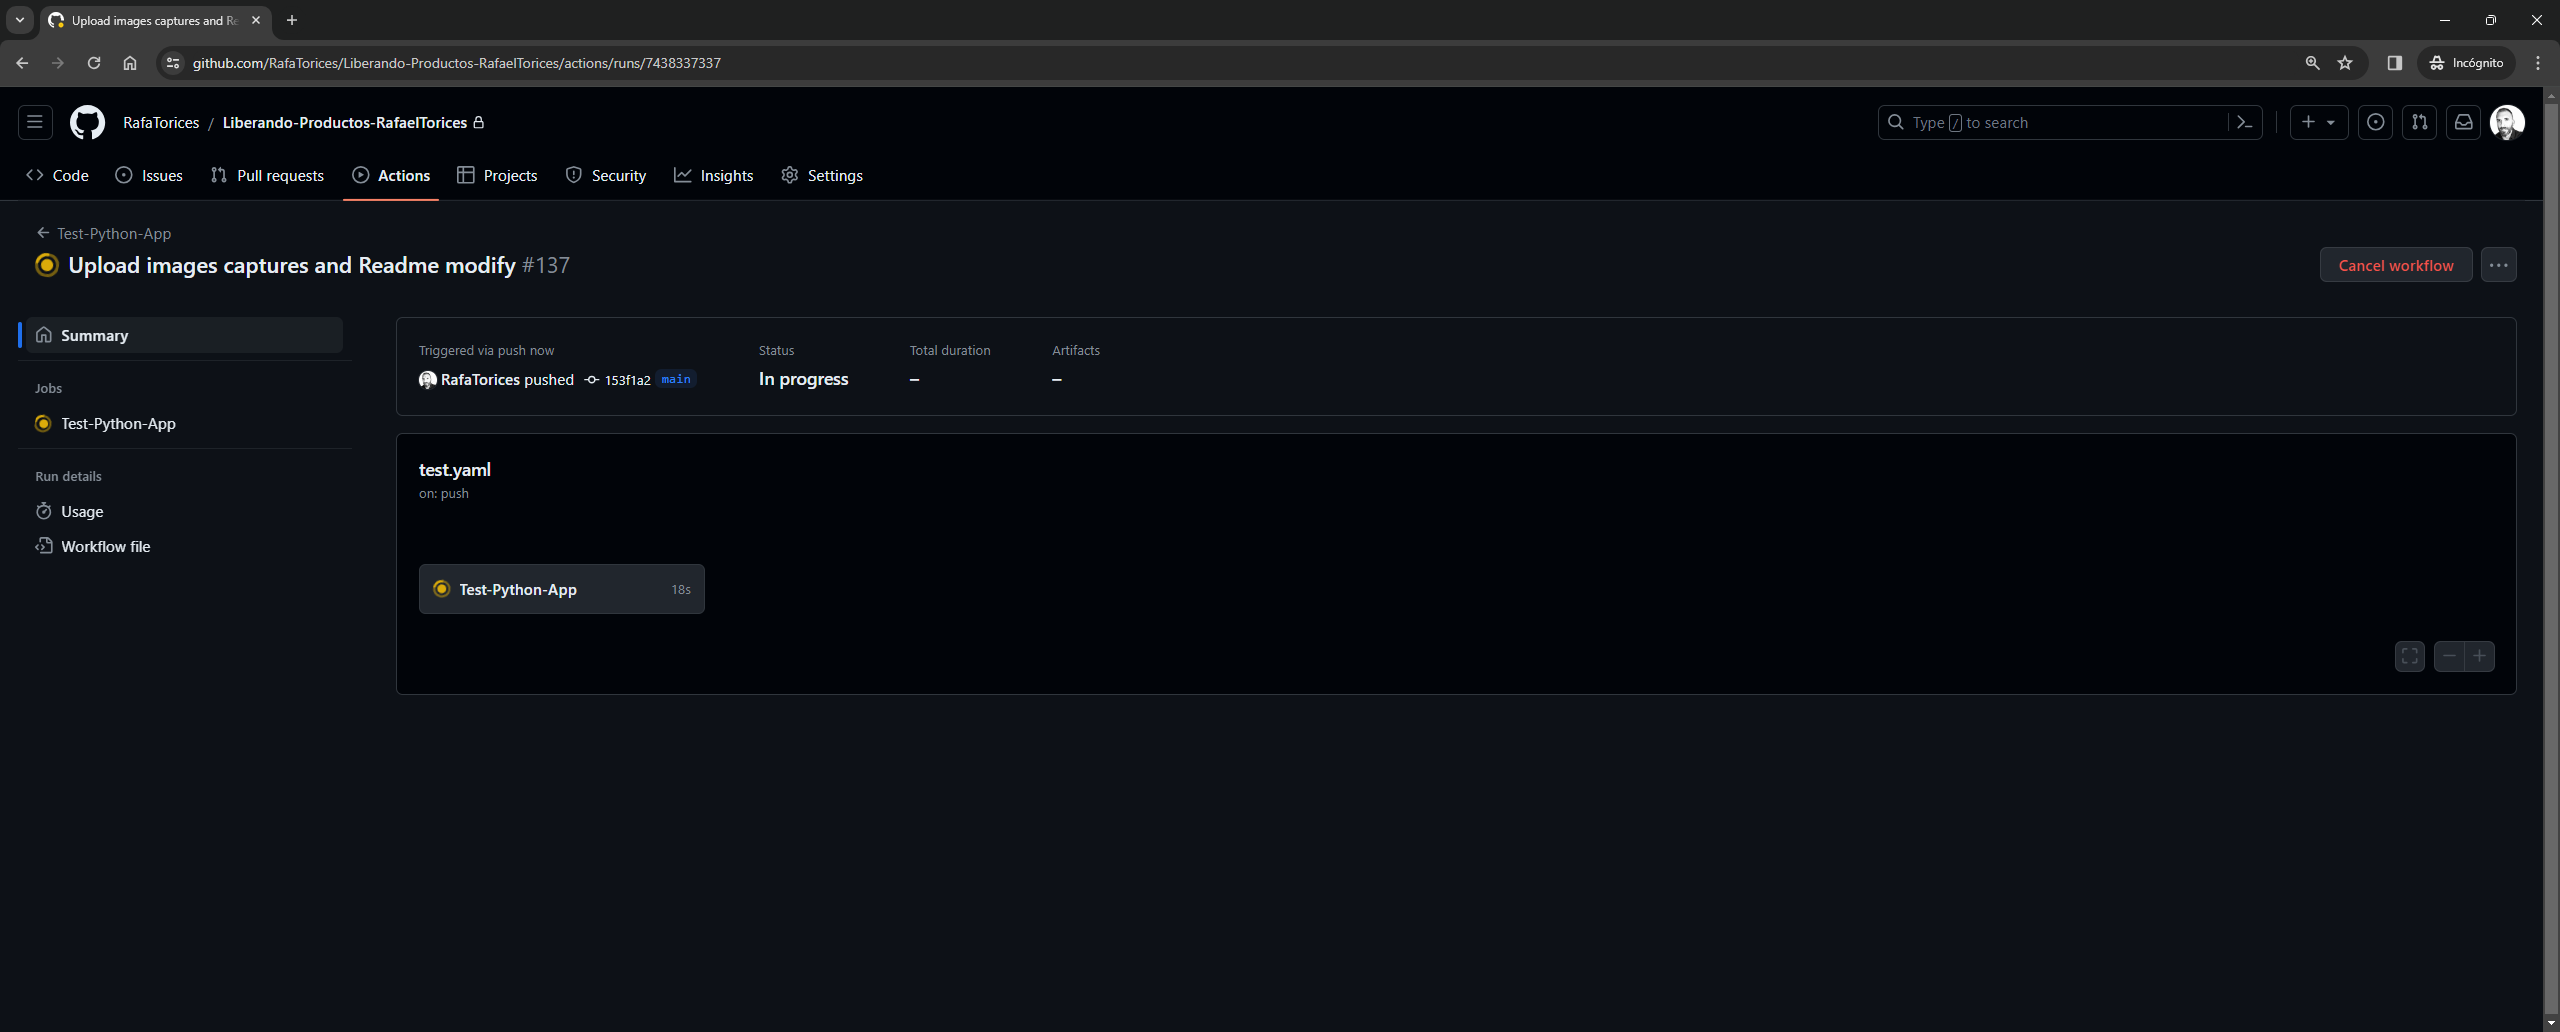 Upload images captures and Re
github.com/RafaTorices/Liberando-Productos-RafaelTorices/actions/runs/7438337337
Incógnito
RafaTorices / Liberando-Productos-RafaelTorices
Type / to search
Code Issues Pull requests Actions Projects Security Insights Settings
Test-Python-App
Upload images captures and Readme modify #137
Cancel workflow
Summary
Jobs
Test-Python-App
Run details
Usage
Workflow file
Triggered via push now
RafaTorices pushed 153f1a2 main
Status
In progress
Total duration
–
Artifacts
–
test.yaml
on: push
Test-Python-App 18s